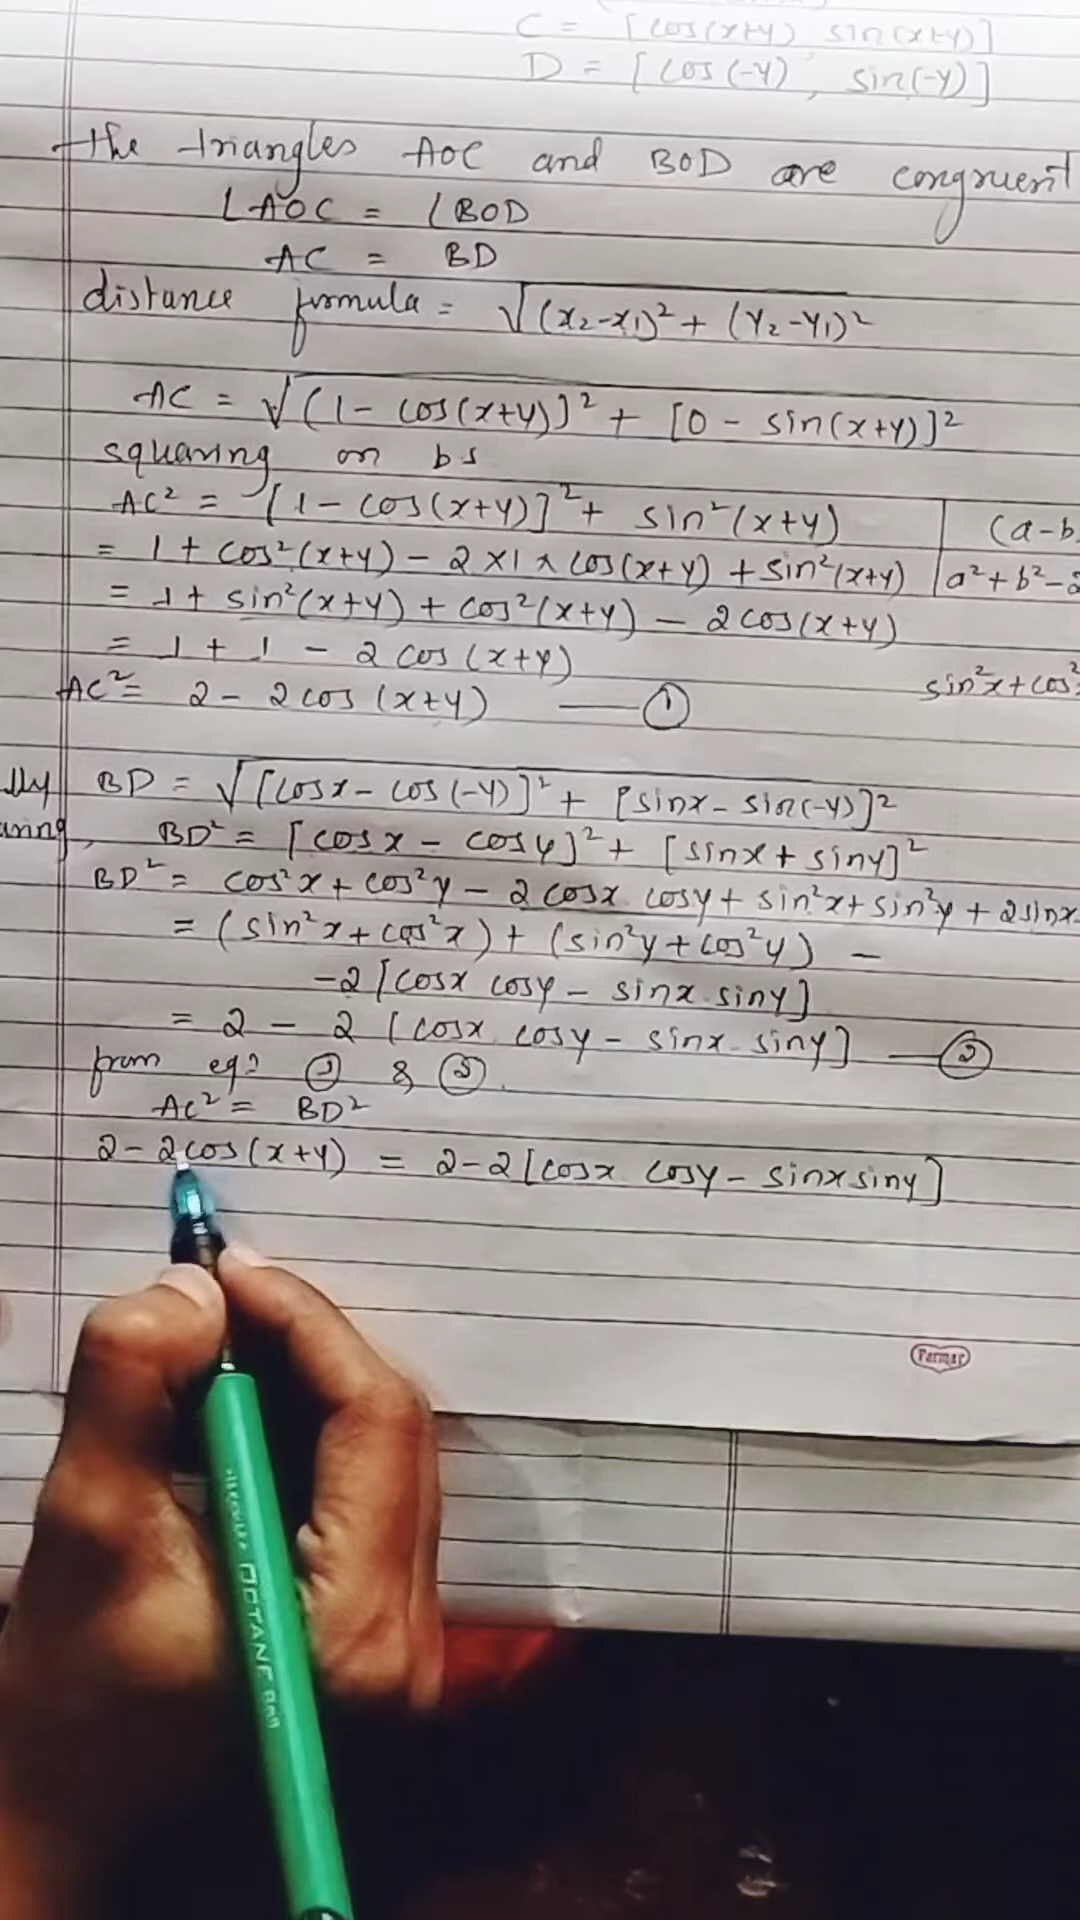 C = [cos(x+y) sin(x+y)]
D = [cos(-y), sin(-y)]
the triangles AOC and BOD are congruent
∠AOC = ∠BOD
AC = BD
distance formula = √(x₂-x₁)² + (y₂-y₁)²
AC = √(1 - cos(x+y)]² + [0 - sin(x+y)]²
squaring on bs
AC² = [1 - cos(x+y)]² + sin²(x+y) (a-b
= 1 + cos²(x+y) - 2×1×cos(x+y) + sin²(x+y) a²+b²-2
= 1 + sin²(x+y) + cos²(x+y) - 2cos(x+y)
= 1 + 1 - 2cos(x+y)
sin²x+cos²
AC² = 2 - 2cos(x+y) — ①
lly BD = √[cosx - cos(-y)]² + [sinx - sin(-y)]²
aring, BD² = [cosx - cosy]² + [sinx + siny]²
BD² = cos²x + cos²y - 2cosx cosy + sin²x + sin²y + 2sinx
= (sin²x + cos²x) + (sin²y + cos²y) -
-2[cosx cosy - sinx.siny]
= 2 - 2[cosx.cosy - sinx.siny] — ②
from eqⁿ ① & ②.
AC² = BD²
2-2cos(x+y) = 2-2[cosx cosy - sinx siny]
Parmar
OCTANE